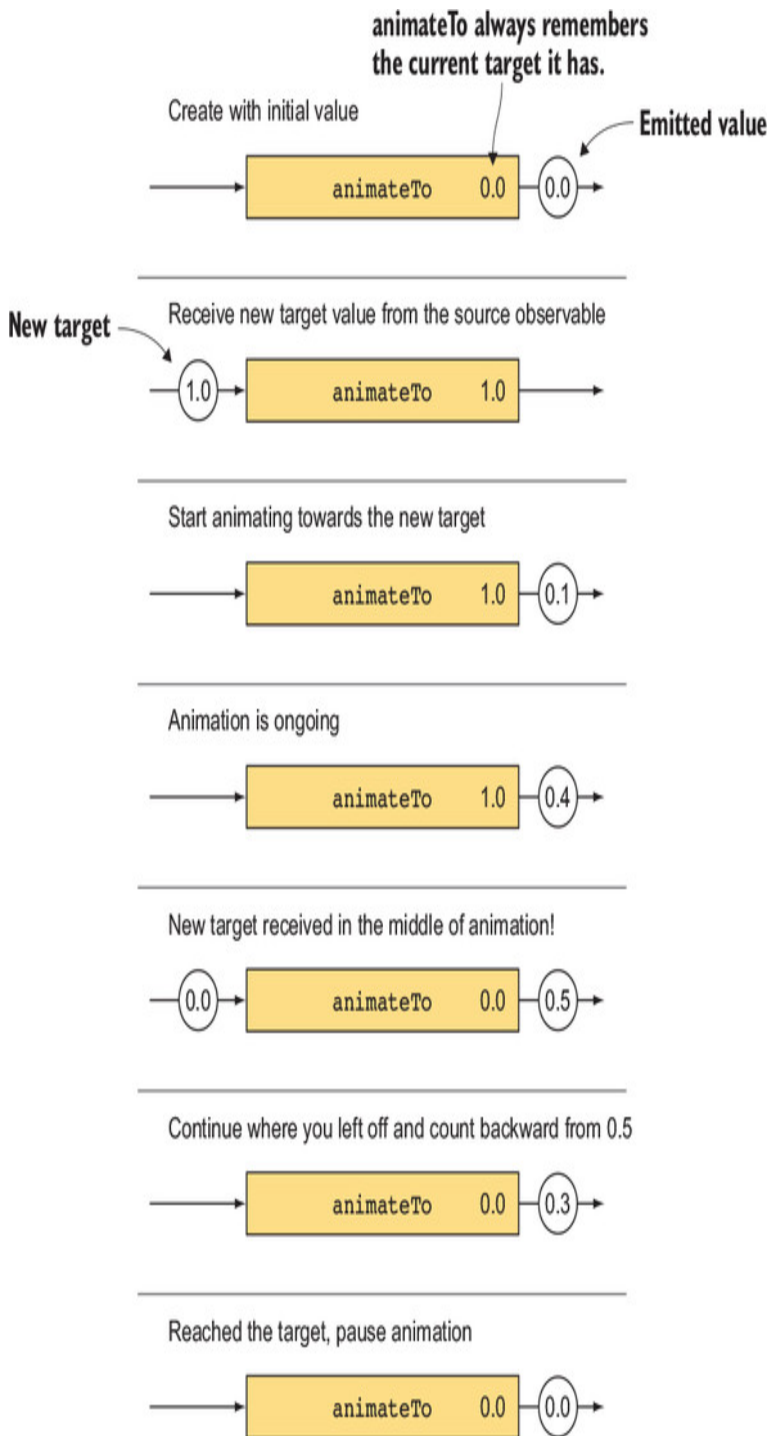 animateTo always remembers
the current target it has.
Create with initial value
Emitted value
animateTo 0.0 0.0
New target
Receive new target value from the source observable
1.0 animateTo 1.0
Start animating towards the new target
animateTo 1.0 0.1
Animation is ongoing
animateTo 1.0 0.4
New target received in the middle of animation!
0.0 animateTo 0.0 0.5
Continue where you left off and count backward from 0.5
animateTo 0.0 0.3
Reached the target, pause animation
animateTo 0.0 0.0